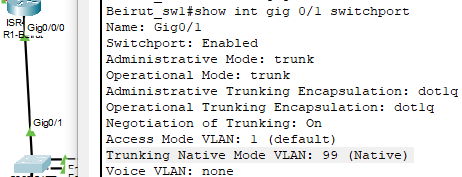 ISR
Gig0/0/0
R1-Beirut
Gig0/1
Beirut_sw1#show int gig 0/1 switchport
Name: Gig0/1
Switchport: Enabled
Administrative Mode: trunk
Operational Mode: trunk
Administrative Trunking Encapsulation: dot1q
Operational Trunking Encapsulation: dot1q
Negotiation of Trunking: On
Access Mode VLAN: 1 (default)
Trunking Native Mode VLAN: 99 (Native)
Voice VLAN: none